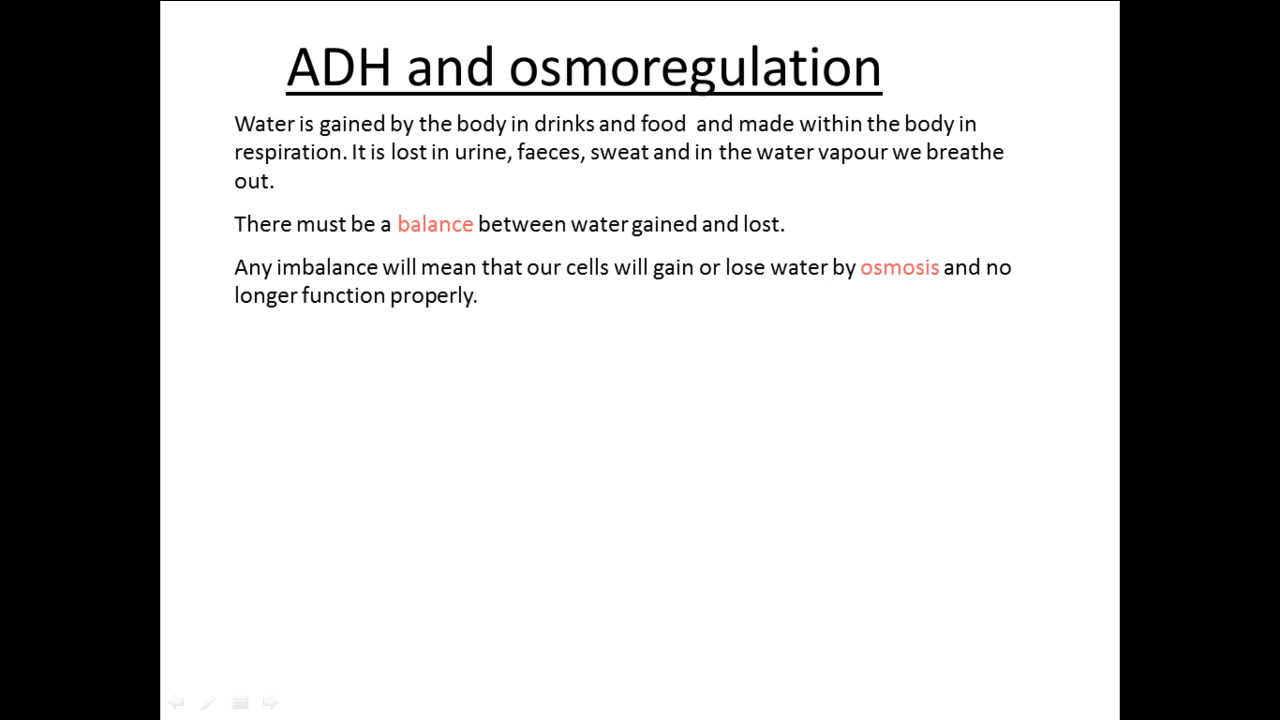 ADH and osmoregulation
Water is gained by the body in drinks and food  and made within the body in
respiration. It is lost in urine, faeces, sweat and in the water vapour we breathe
out.
There must be a balance between water gained and lost.
Any imbalance will mean that our cells will gain or lose water by osmosis and no
longer function properly.